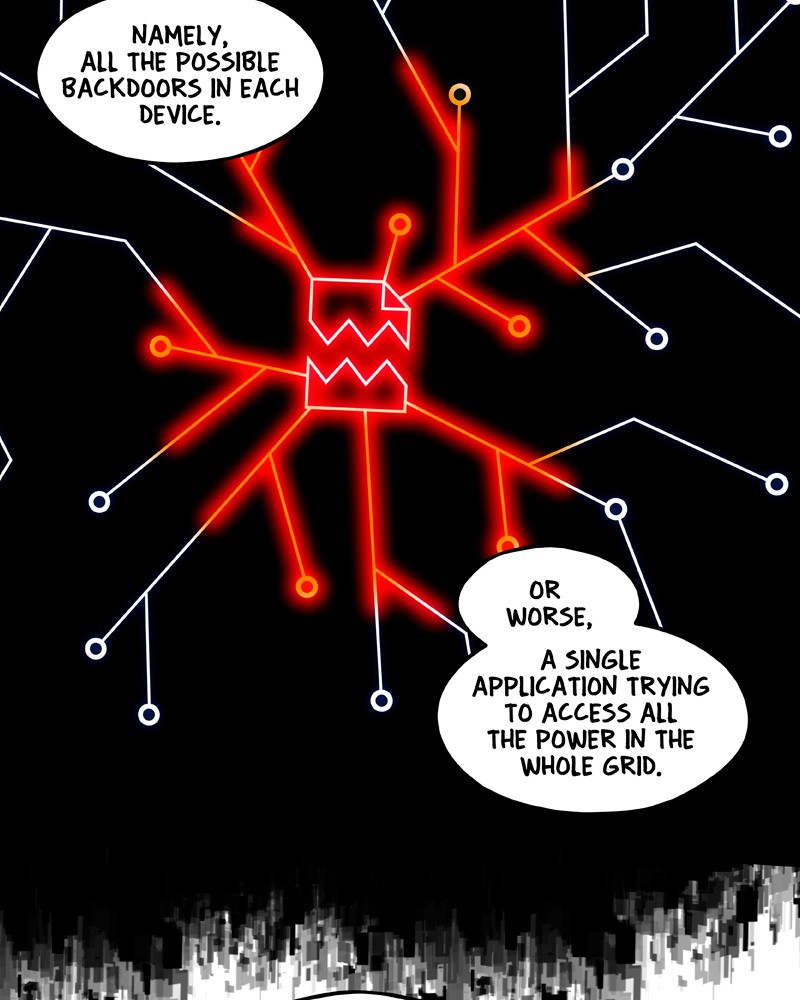 NAMELY,
ALL THE POSSIBLE
BACKDOORS IN EACH
DEVICE.
OR
WORSE,
A SINGLE
APPLICATION TRYING
TO ACCESS ALL
THE POWER IN THE
WHOLE GRID.